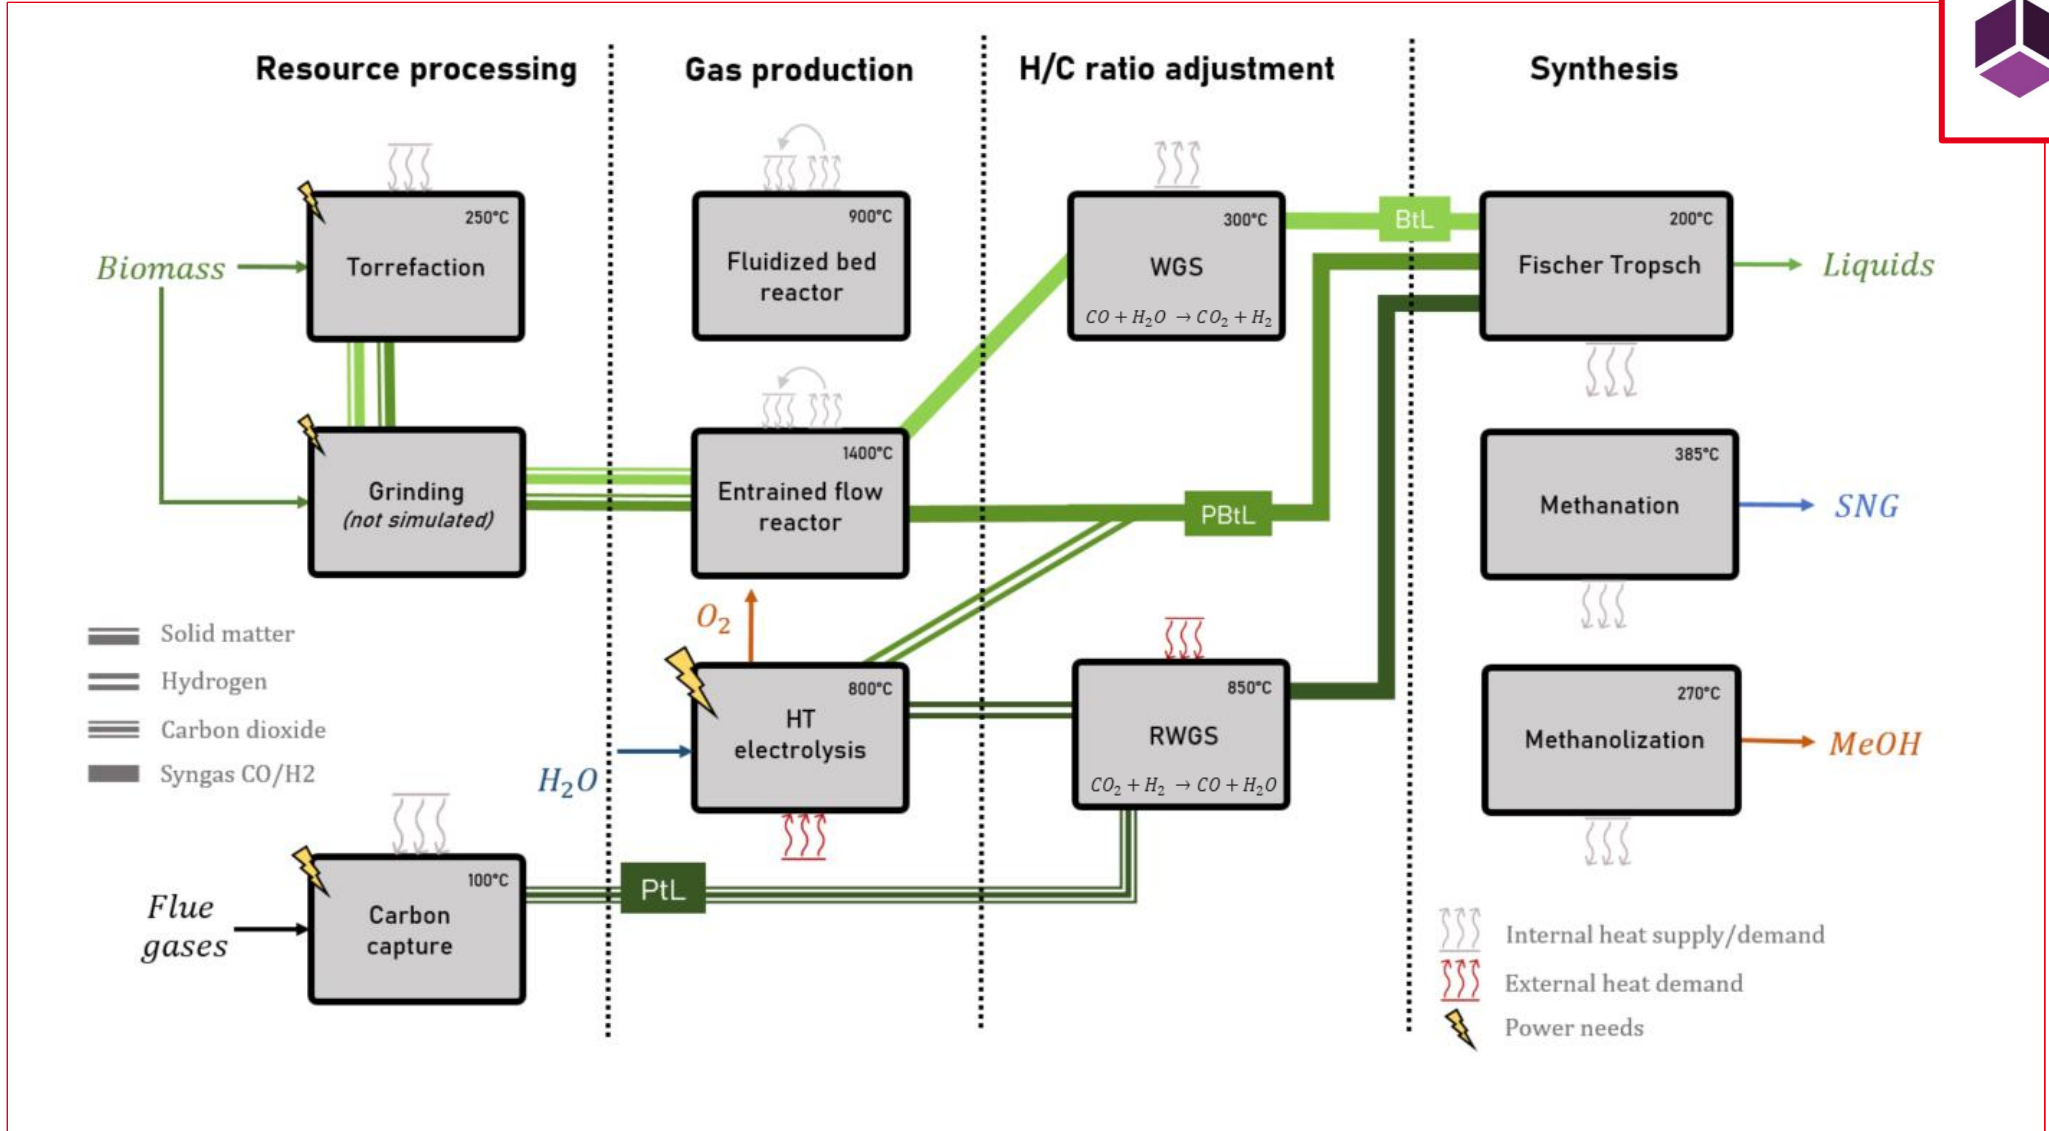 Resource processing
Gas production
H/C ratio adjustment
Synthesis
250°C
Torrefaction
900°C
Fluidized bed
reactor
300°C
WGS
CO + H₂O → CO₂ + H₂
BtL
200°C
Fischer Tropsch
Biomass
Liquids
Grinding
(not simulated)
1400°C
Entrained flow
reactor
PBtL
385°C
Methanation
SNG
O₂
Solid matter
Hydrogen
Carbon dioxide
Syngas CO/H2
H₂O
800°C
HT
electrolysis
850°C
RWGS
CO₂ + H₂ → CO + H₂O
270°C
Methanolization
MeOH
Flue
gases
100°C
Carbon
capture
PtL
Internal heat supply/demand
External heat demand
Power needs